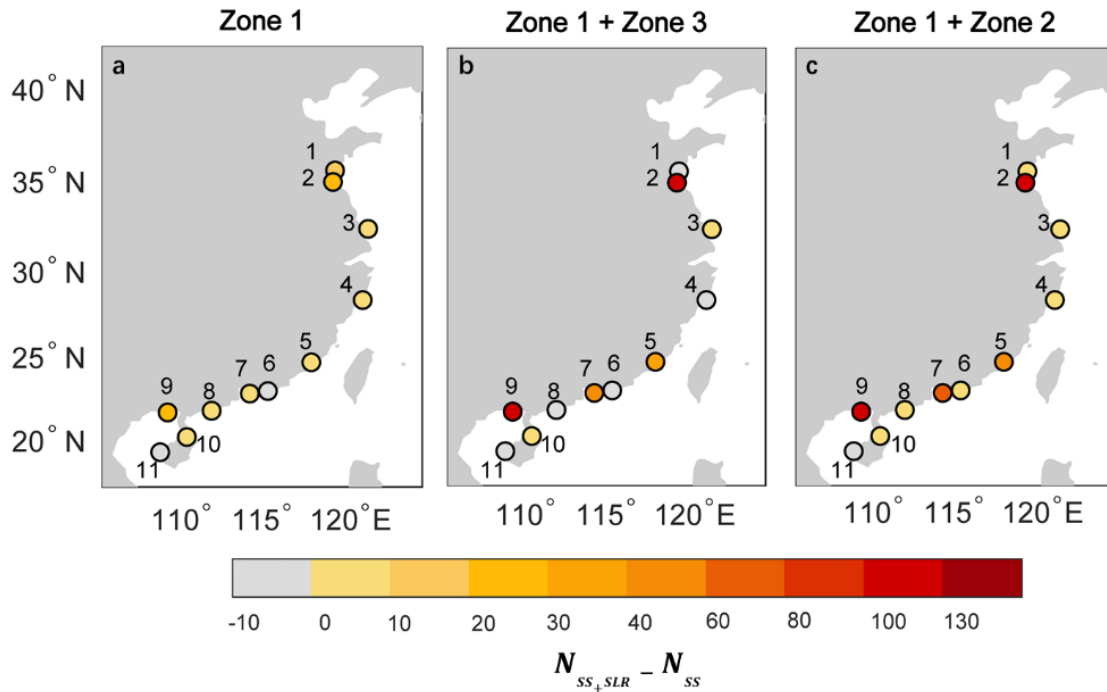 Zone 1
Zone 1 + Zone 3
Zone 1 + Zone 2
a
b
c
40° N
35° N
30° N
25° N
20° N
1
2
3
4
5
6
7
8
9
10
11
1
2
3
4
5
6
7
8
9
10
11
1
2
3
4
5
6
7
8
9
10
11
110° 115° 120°E
110° 115° 120°E
110° 115° 120°E
-10 0 10 20 30 40 60 80 100 130
N_SS+SLR - N_SS